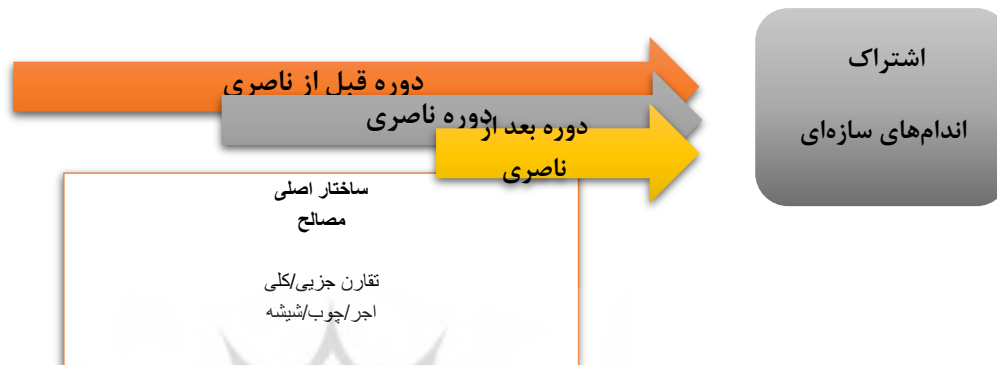 اشتراک
اندام‌های سازه‌ای
دوره قبل از ناصری
دوره ناصری
دوره بعد از
ناصری
ساختار اصلی
مصالح
تقارن جزیی/کلی
اجر/چوب/شیشه